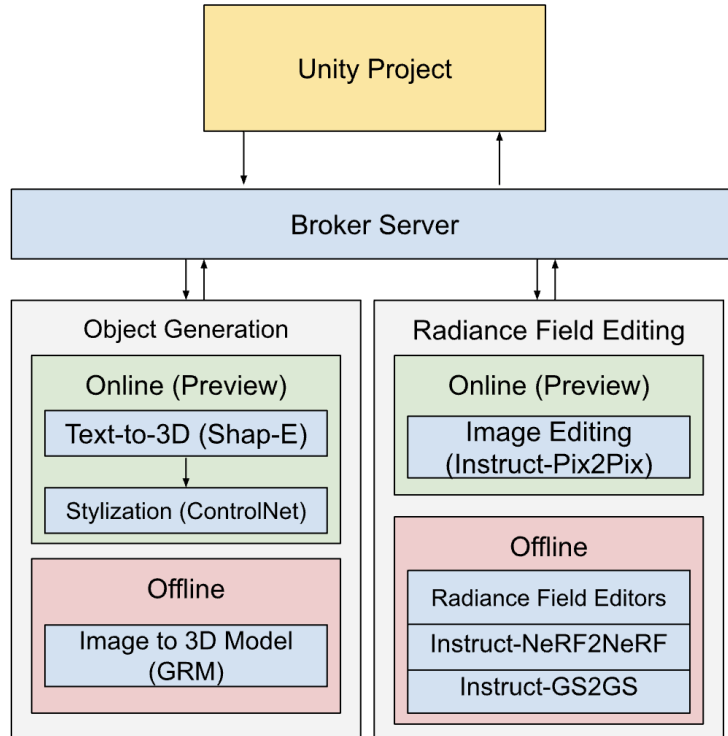 Unity Project
Broker Server
Object Generation
Online (Preview)
Text-to-3D (Shap-E)
Stylization (ControlNet)
Offline
Image to 3D Model
(GRM)
Radiance Field Editing
Online (Preview)
Image Editing
(Instruct-Pix2Pix)
Offline
Radiance Field Editors
Instruct-NeRF2NeRF
Instruct-GS2GS